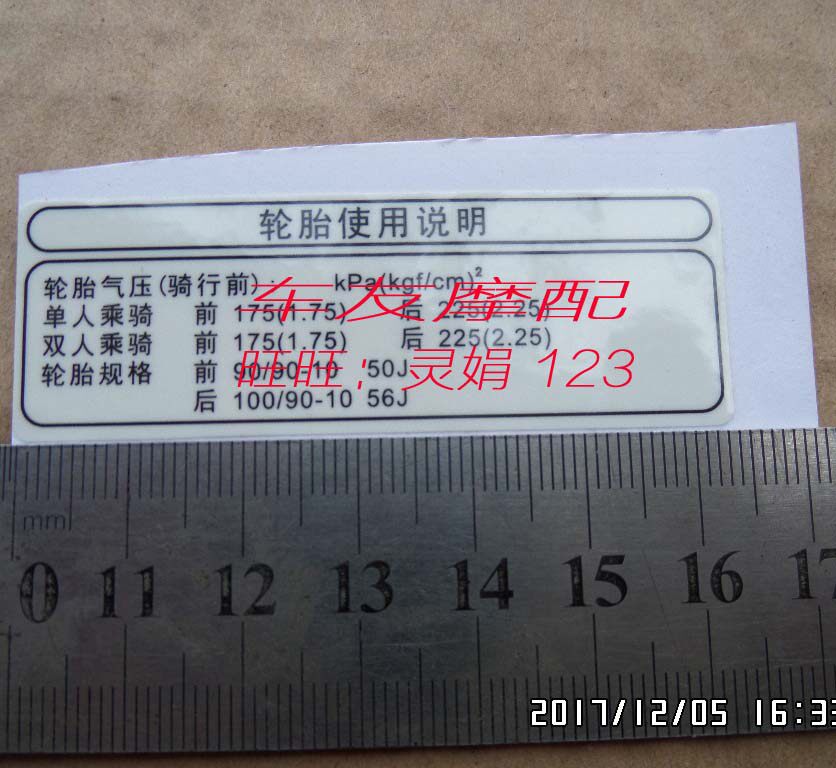 轮胎使用说明
轮胎气压(骑行前): kPa(kgf/cm)²
车友摩配
单人乘骑 前 175(1.75) 后 225(2.25)
双人乘骑 前 175(1.75) 后 225(2.25)
轮胎规格 前 90/90-10 50J
旺旺:灵娟 123
后 100/90-10 56J
mm
0 11 12 13 14 15 16 17
2017/12/05 16:33